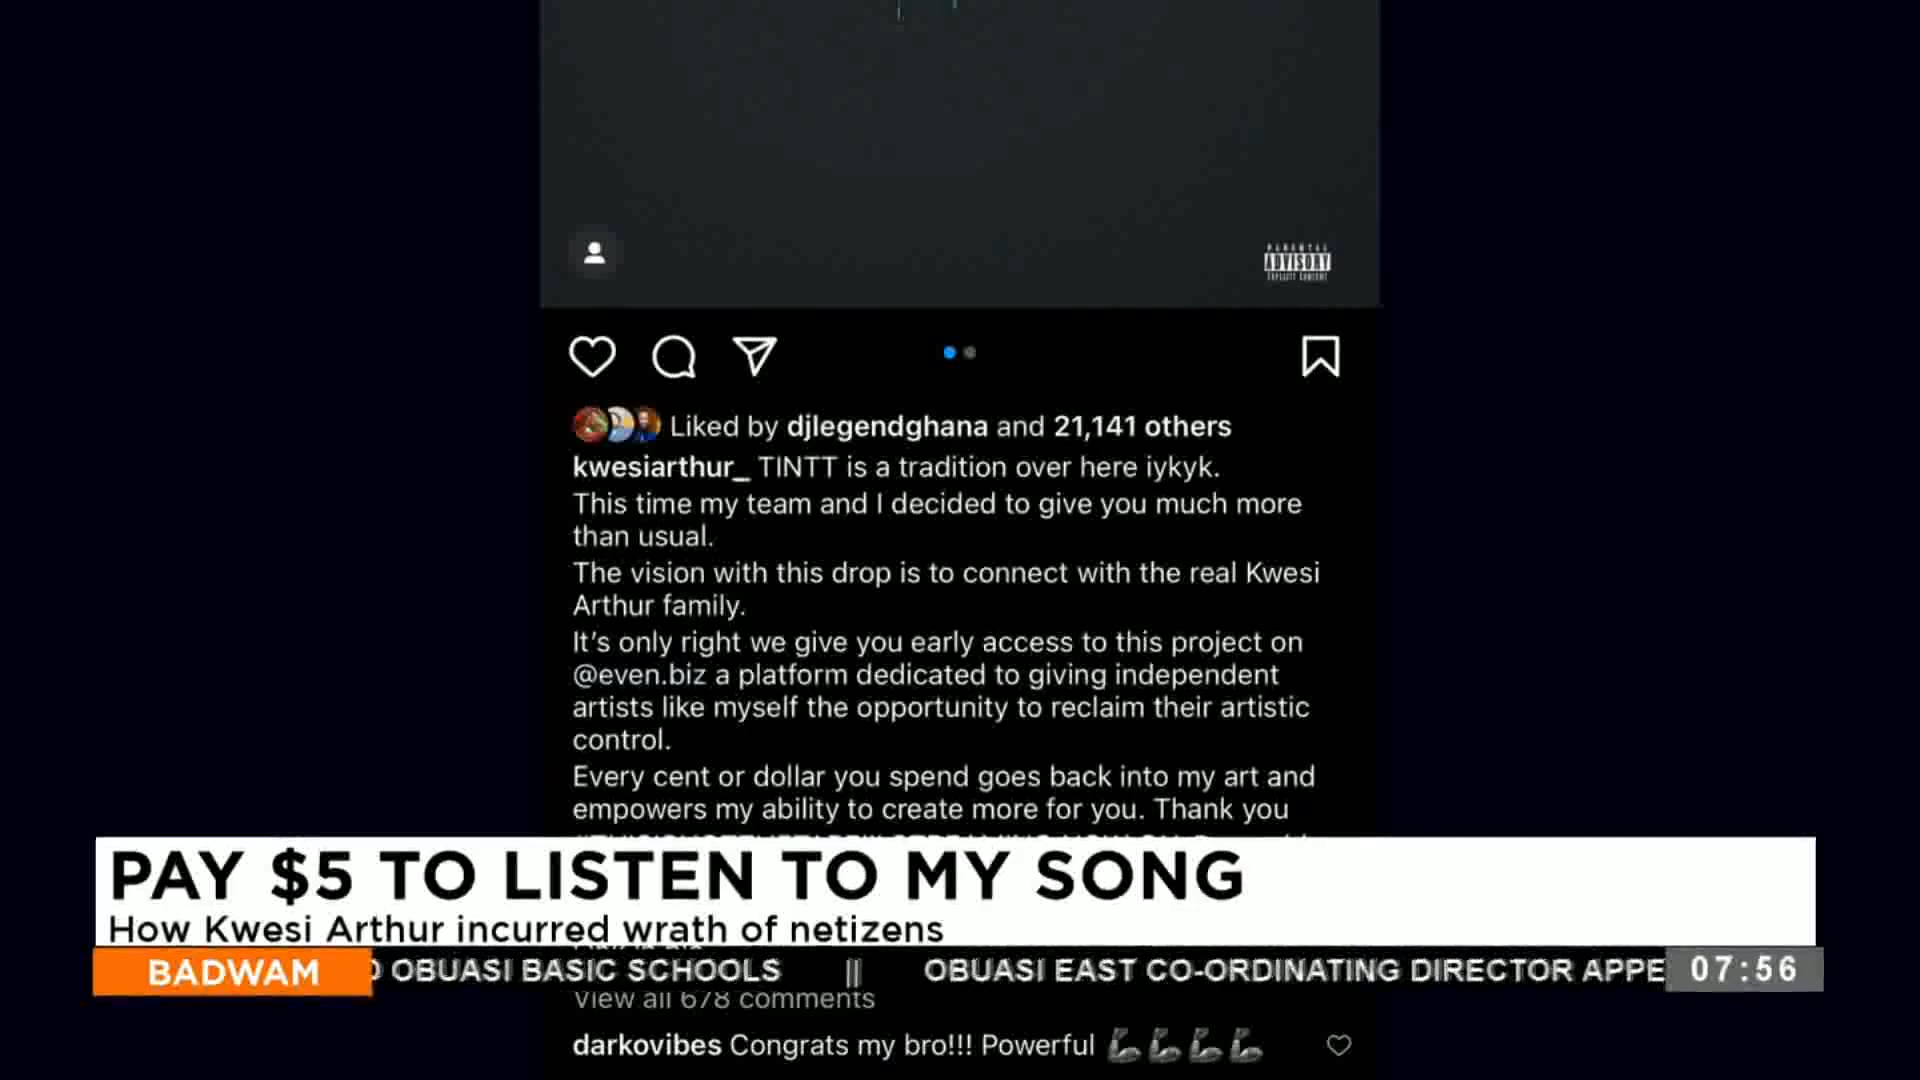 PARENTAL
ADVISORY
EXPLICIT CONTENT
Liked by djlegendghana and 21,141 others
kwesiarthur_ TINTT is a tradition over here iykyk.
This time my team and I decided to give you much more
than usual.
The vision with this drop is to connect with the real Kwesi
Arthur family.
It's only right we give you early access to this project on
@even.biz a platform dedicated to giving independent
artists like myself the opportunity to reclaim their artistic
control.
Every cent or dollar you spend goes back into my art and
empowers my ability to create more for you. Thank you
PAY $5 TO LISTEN TO MY SONG
How Kwesi Arthur incurred wrath of netizens
BADWAM OBUASI BASIC SCHOOLS || OBUASI EAST CO-ORDINATING DIRECTOR APPE 07:56
View all 678 comments
darkovibes Congrats my bro!!! Powerful 💪💪💪💪